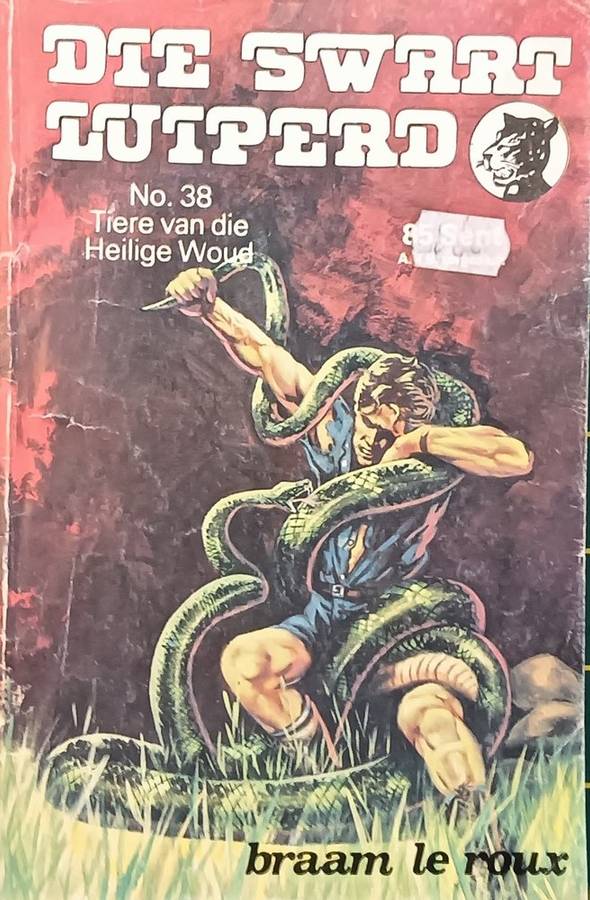 DIE SWART
LUIPERD
No. 38
Tiere van die
Heilige Woud
braam le roux